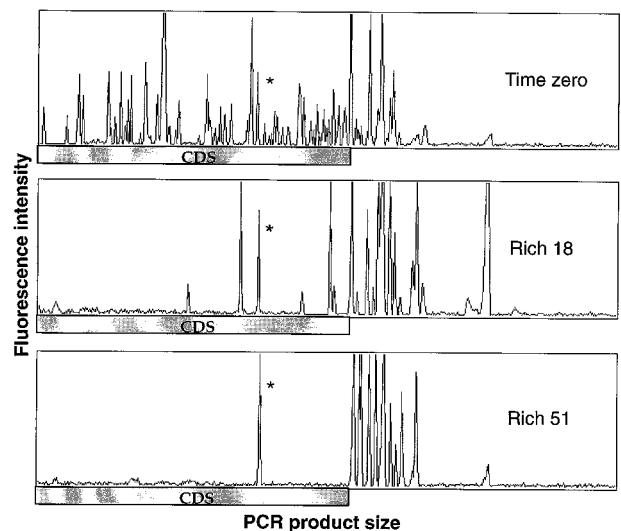 Time zero
*
CDS
Rich 18
*
CDS
Rich 51
*
CDS
Fluorescence intensity
PCR product size